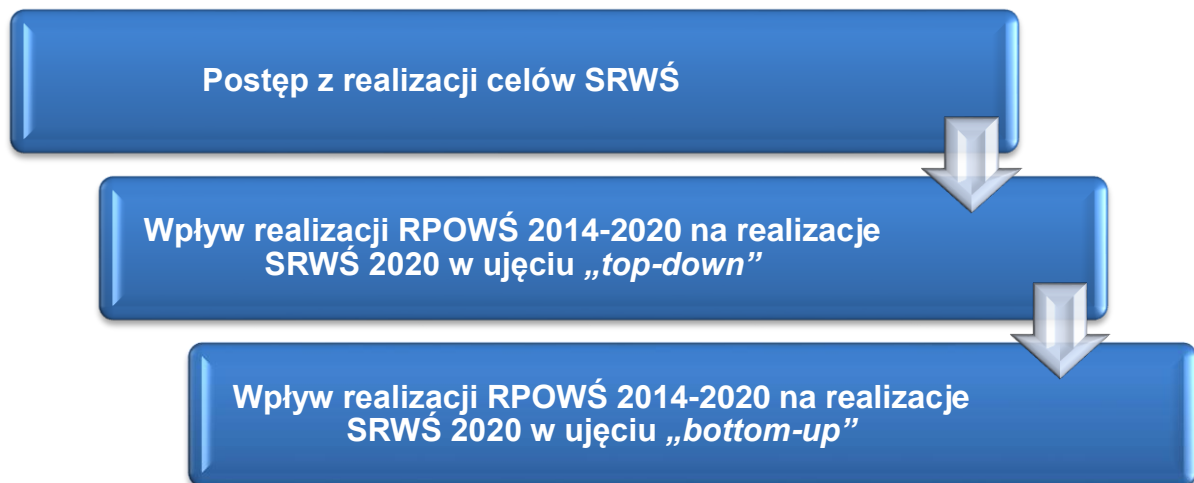 Postęp z realizacji celów SRWŚ
Wpływ realizacji RPOWŚ 2014-2020 na realizacje
SRWŚ 2020 w ujęciu „top-down”
Wpływ realizacji RPOWŚ 2014-2020 na realizacje
SRWŚ 2020 w ujęciu „bottom-up”